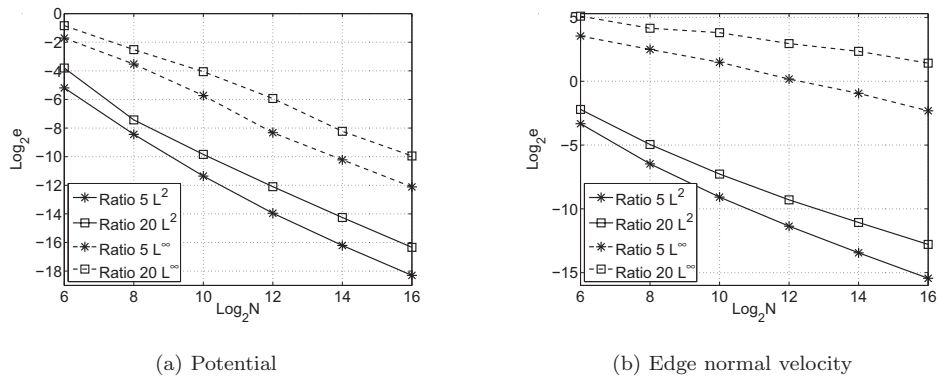 0
−2
−4
−6
−8
−10
−12
−14
−16
−18
Log₂e
Ratio 5 L²
Ratio 20 L²
Ratio 5 L∞
Ratio 20 L∞
6 8 10 12 14 16
Log₂N
(a) Potential
5
0
−5
−10
−15
Log₂e
Ratio 5 L²
Ratio 20 L²
Ratio 5 L∞
Ratio 20 L∞
6 8 10 12 14 16
Log₂N
(b) Edge normal velocity